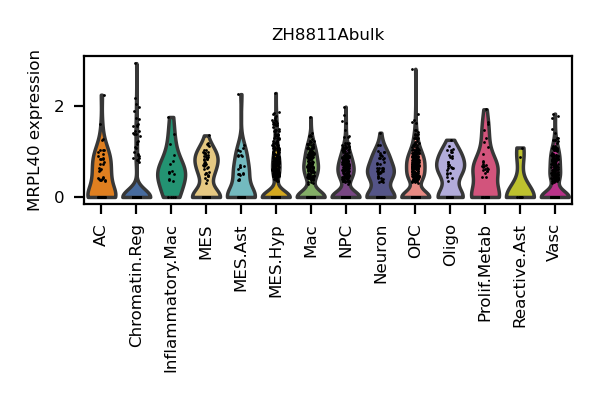 ZH8811Abulk
MRPL40 expression
2
0
AC
Chromatin.Reg
Inflammatory.Mac
MES
MES.Ast
MES.Hyp
Mac
NPC
Neuron
OPC
Oligo
Prolif.Metab
Reactive.Ast
Vasc